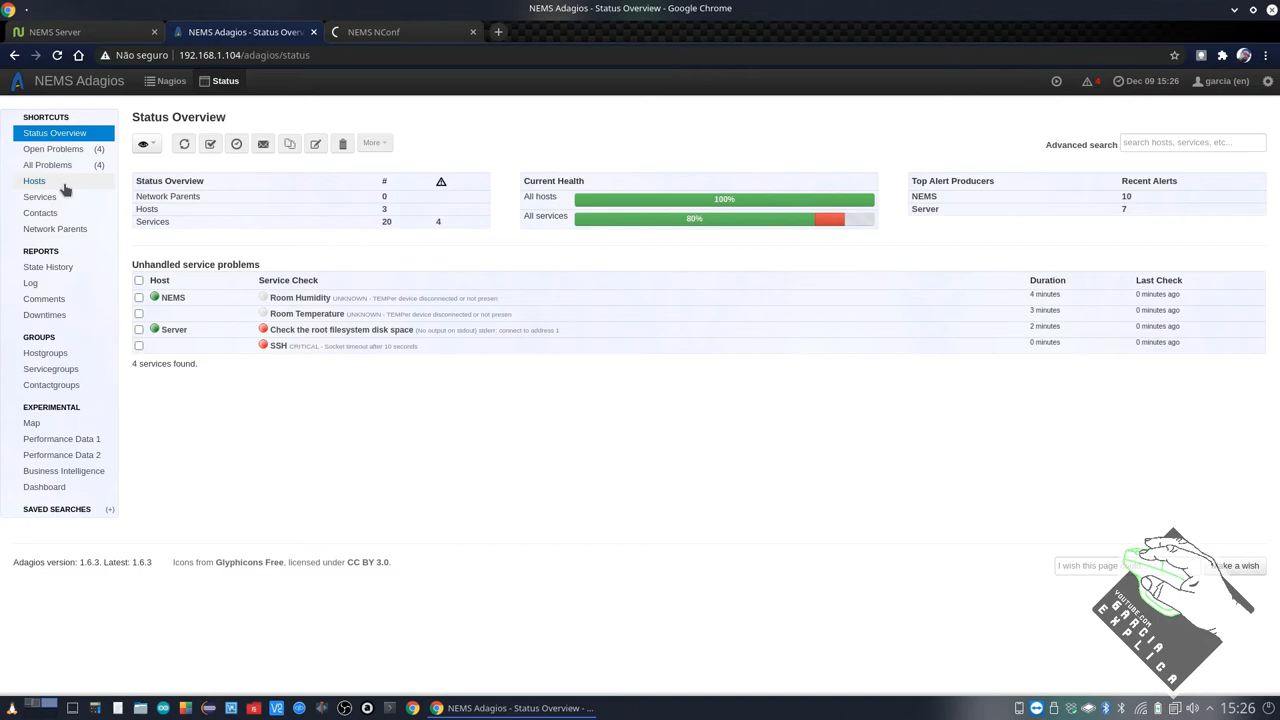 NEMS Adagios - Status Overview - Google Chrome
NEMS Server
NEMS Adagios - Status Overv
NEMS NConf
Não seguro
192.168.1.104/adagios/status
NEMS Adagios
Nagios
Status
4
Dec 09 15:26
garcia (en)
SHORTCUTS
Status Overview
Open Problems (4)
All Problems (4)
Hosts
Services
Contacts
Network Parents
REPORTS
State History
Log
Comments
Downtimes
GROUPS
Hostgroups
Servicegroups
Contactgroups
EXPERIMENTAL
Map
Performance Data 1
Performance Data 2
Business Intelligence
Dashboard
SAVED SEARCHES (+)
Status Overview
More
Advanced search
search hosts, services, etc...
Status Overview #
Network Parents 0
Hosts 3
Services 20 4
Current Health
All hosts 100%
All services 80%
Top Alert Producers Recent Alerts
NEMS 10
Server 7
Unhandled service problems
Host Service Check Duration Last Check
NEMS Room Humidity UNKNOWN - TEMPer device disconnected or not presen 4 minutes 0 minutes ago
Room Temperature UNKNOWN - TEMPer device disconnected or not presen 3 minutes 0 minutes ago
Server Check the root filesystem disk space (No output on stdout) stderr: connect to address 1 2 minutes 0 minutes ago
SSH CRITICAL - Socket timeout after 10 seconds 0 minutes 0 minutes ago
4 services found.
Adagios version: 1.6.3. Latest: 1.6.3
Icons from Glyphicons Free, licensed under CC BY 3.0.
I wish this page
ake a wish
YOUTUBE.COM
GARCIA
EXPLICA
NEMS Adagios - Status Overview - ...
15:26